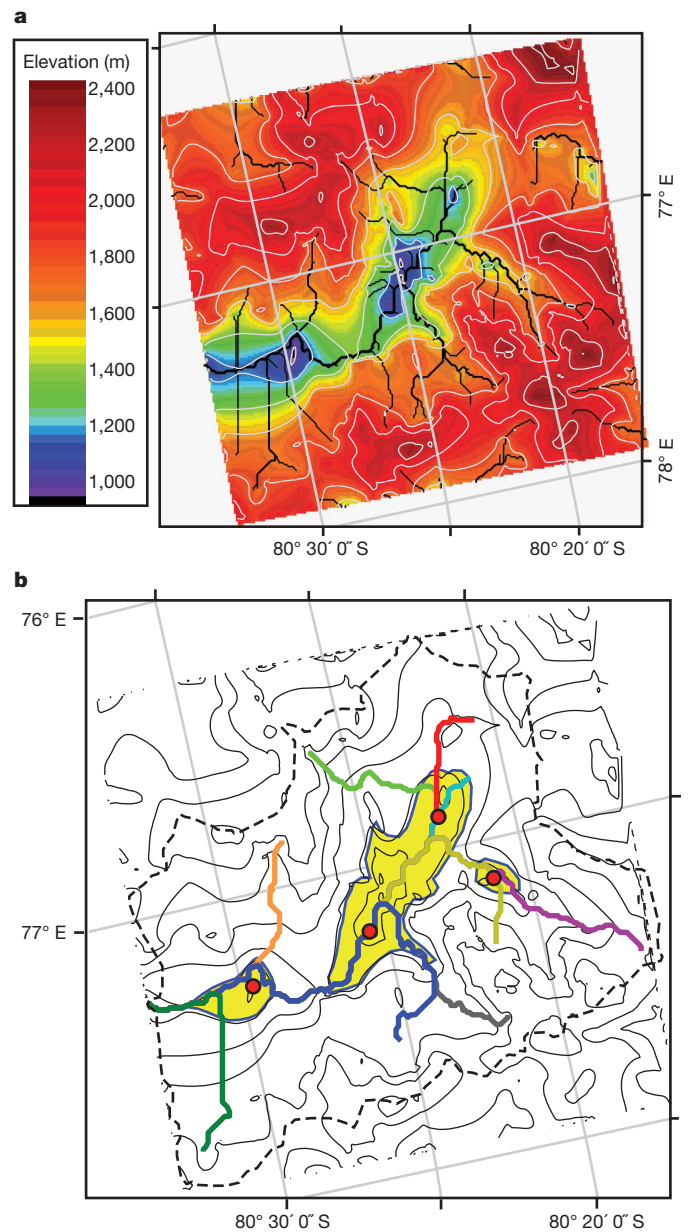 a
Elevation (m)
2,400
2,200
2,000
1,800
1,600
1,400
1,200
1,000
77° E
78° E
80° 30´ 0˝ S
80° 20´ 0˝ S
b
76° E
77° E
80° 30´ 0˝ S
80° 20´ 0˝ S